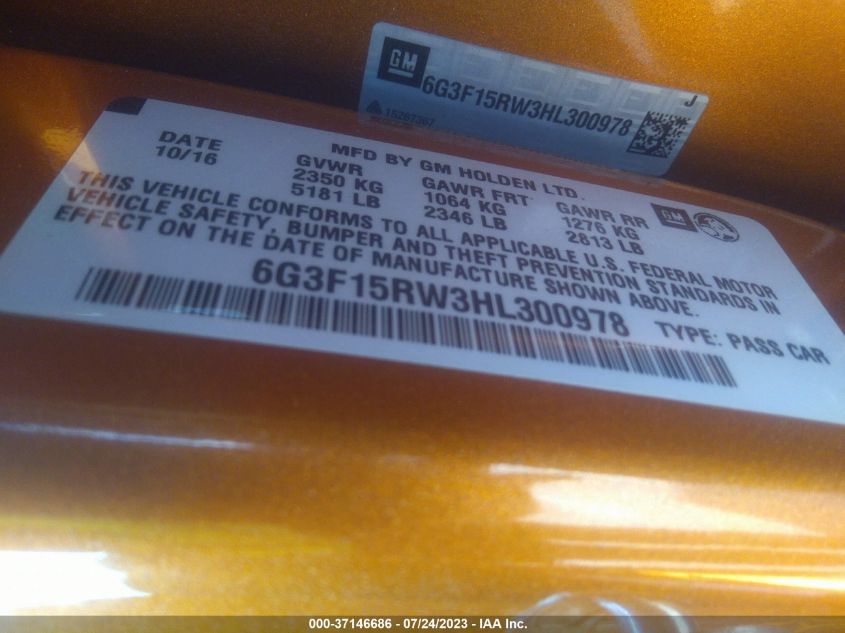 GM
6G3F15RW3HL300978
J
15267367
DATE
10/16
MFD BY GM HOLDEN LTD.
GVWR
2350 KG
5181 LB
GAWR FRT
1064 KG
2346 LB
GAWR RR
1276 KG
2813 LB
GM
THIS VEHICLE CONFORMS TO ALL APPLICABLE U.S. FEDERAL MOTOR
VEHICLE SAFETY, BUMPER AND THEFT PREVENTION STANDARDS IN
EFFECT ON THE DATE OF MANUFACTURE SHOWN ABOVE.
6G3F15RW3HL300978
TYPE: PASS CAR
000-37146686 / 07/24/2023 - IAA Inc.